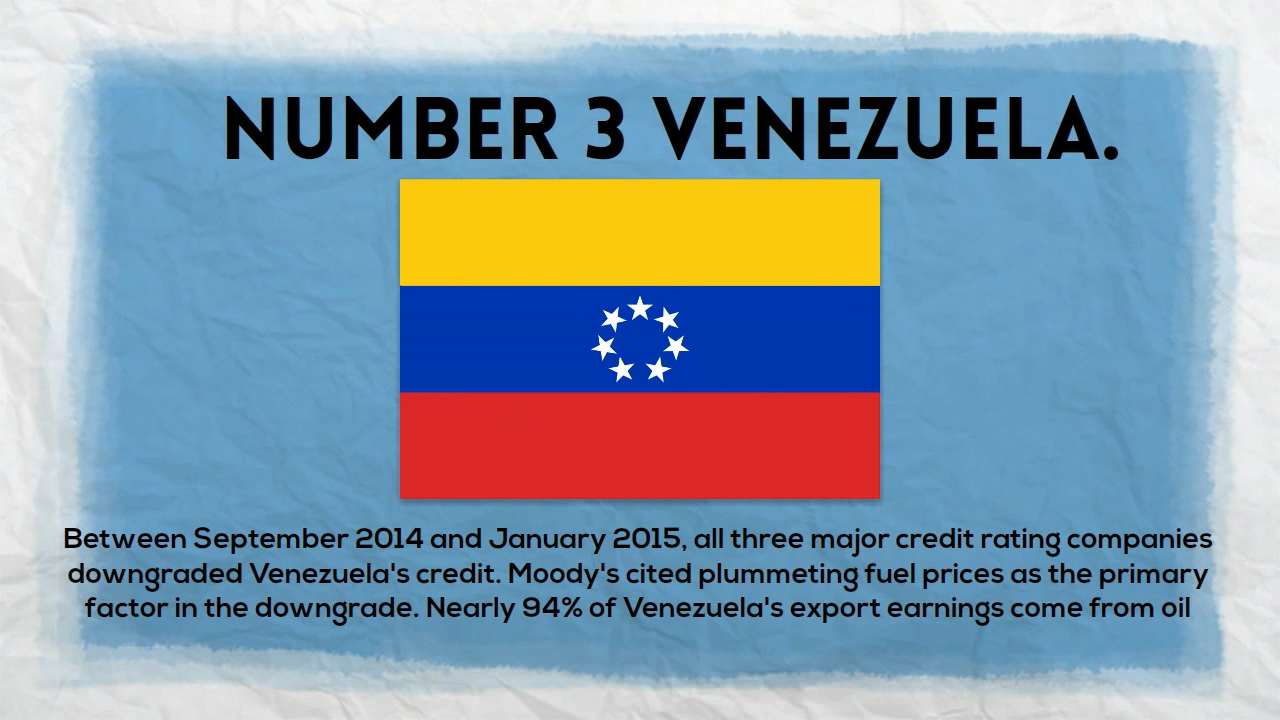 NUMBER 3 VENEZUELA.
Between September 2014 and January 2015, all three major credit rating companies
downgraded Venezuela's credit. Moody's cited plummeting fuel prices as the primary
factor in the downgrade. Nearly 94% of Venezuela's export earnings come from oil